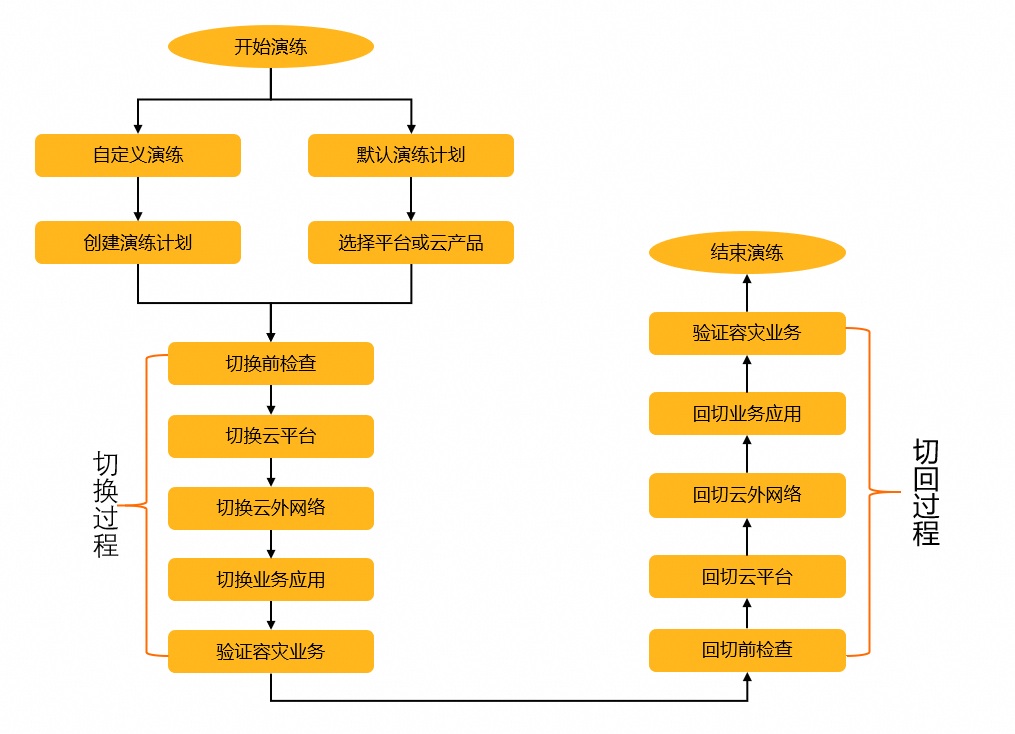 开始演练
自定义演练
默认演练计划
创建演练计划
选择平台或云产品
切换前检查
切换云平台
切换云外网络
切换业务应用
验证容灾业务
切换过程
结束演练
验证容灾业务
回切业务应用
回切云外网络
回切云平台
回切前检查
切回过程